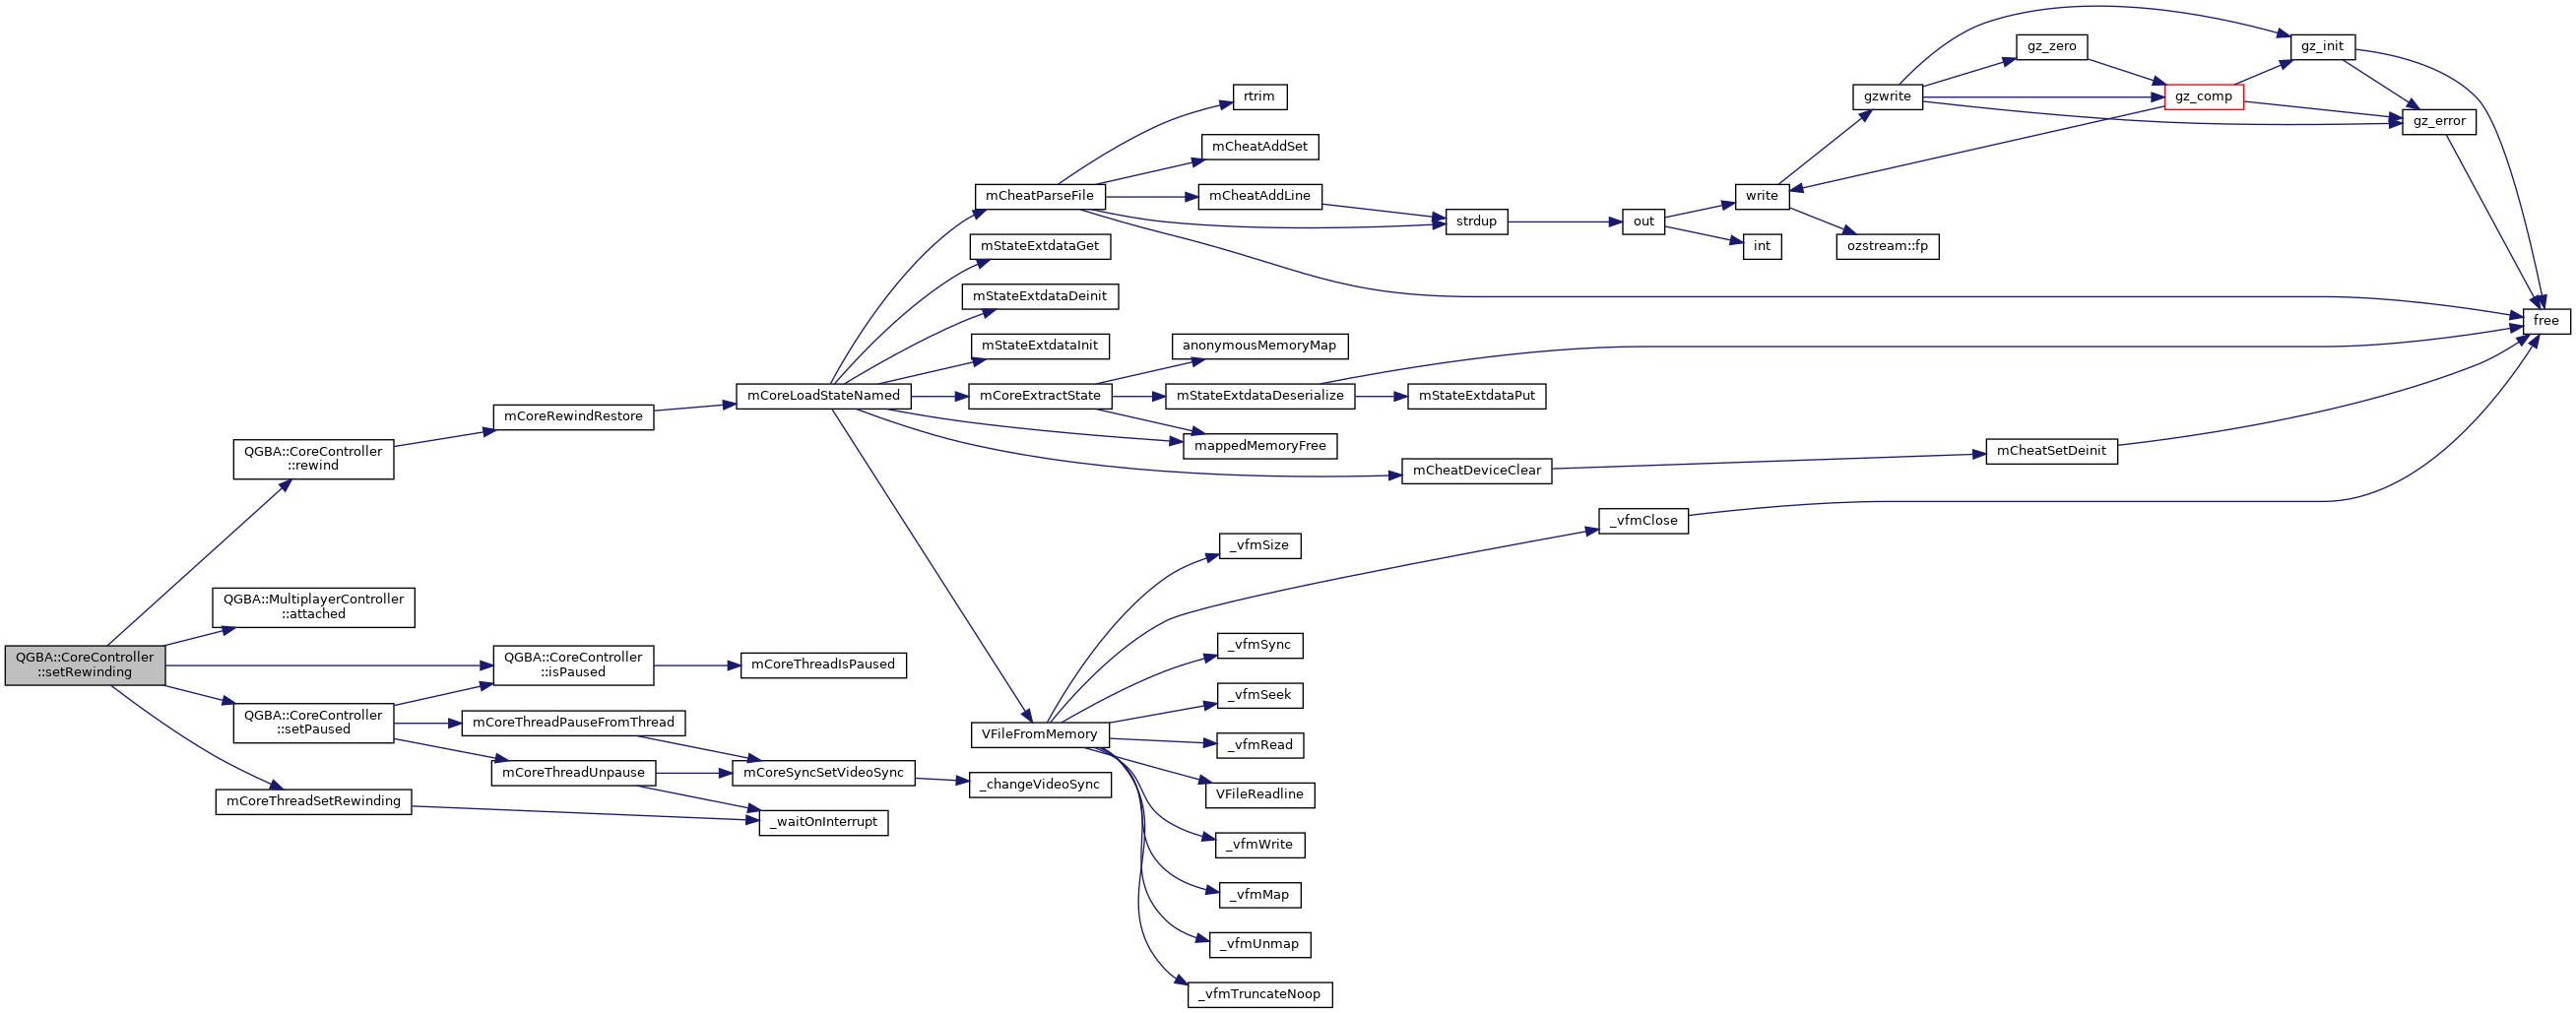 gz_init
gz_zero
gzwrite
gz_comp
rtrim
gz_error
mCheatAddSet
mCheatParseFile
mCheatAddLine
write
strdup
out
mStateExtdataGet
int
ozstream::fp
mStateExtdataDeinit
free
mStateExtdataInit
anonymousMemoryMap
mCoreLoadStateNamed
mCoreExtractState
mStateExtdataDeserialize
mStateExtdataPut
mCoreRewindRestore
mappedMemoryFree
QGBA::CoreController
::rewind
mCheatSetDeinit
mCheatDeviceClear
_vfmClose
_vfmSize
QGBA::MultiplayerController
::attached
_vfmSync
QGBA::CoreController
::setRewinding
QGBA::CoreController
::isPaused
mCoreThreadIsPaused
_vfmSeek
QGBA::CoreController
::setPaused
mCoreThreadPauseFromThread
VFileFromMemory
_vfmRead
mCoreThreadUnpause
mCoreSyncSetVideoSync
_changeVideoSync
VFileReadline
mCoreThreadSetRewinding
_waitOnInterrupt
_vfmWrite
_vfmMap
_vfmUnmap
_vfmTruncateNoop